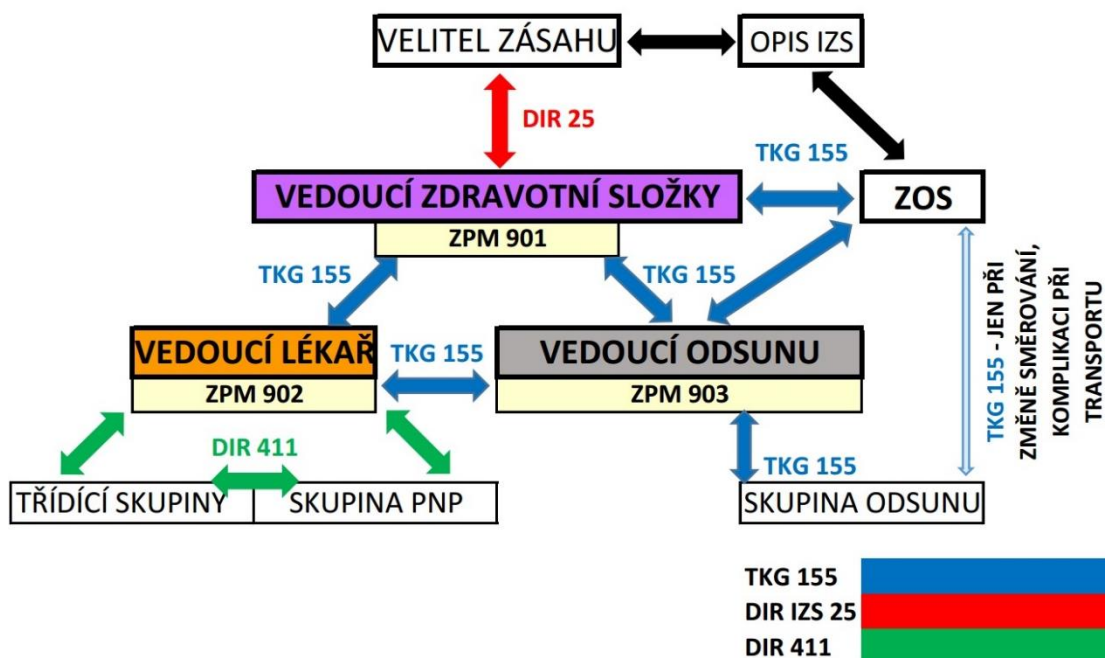 VELITEL ZÁSAHU
OPIS IZS
DIR 25
TKG 155
VEDOUCÍ ZDRAVOTNÍ SLOŽKY
ZOS
ZPM 901
TKG 155
TKG 155
VEDOUCÍ LÉKAŘ
TKG 155
VEDOUCÍ ODSUNU
ZPM 902
ZPM 903
TKG 155 - JEN PŘI
ZMĚNĚ SMĚROVÁNÍ,
KOMPLIKACI PŘI
TRANSPORTU
DIR 411
TKG 155
TŘÍDÍCÍ SKUPINY
SKUPINA PNP
SKUPINA ODSUNU
TKG 155
DIR IZS 25
DIR 411